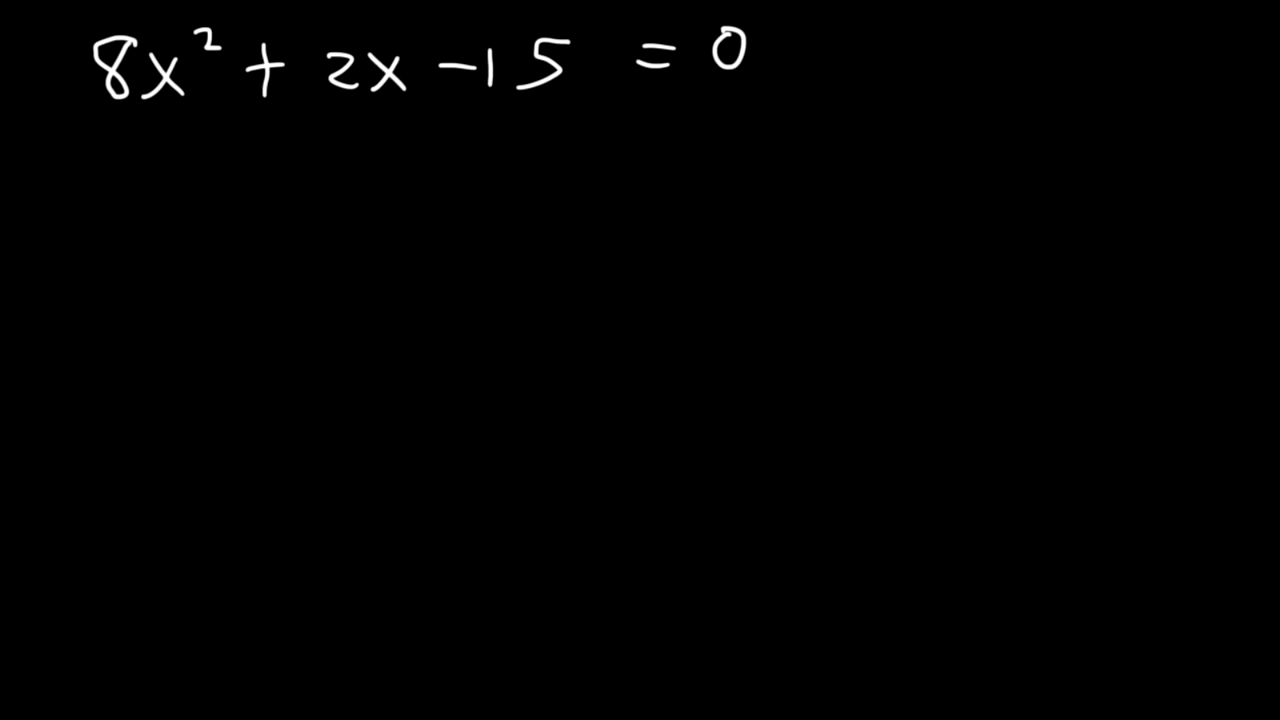 8x² + 2x - 15 = 0